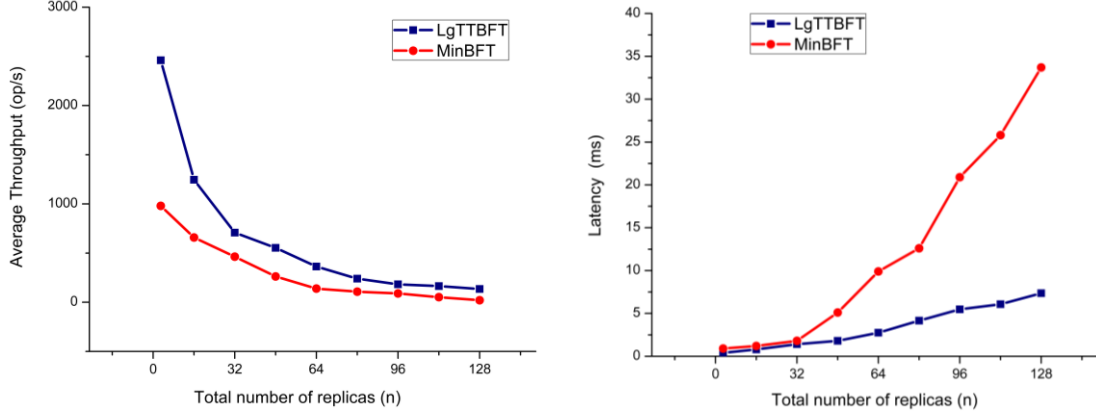 3000
2000
1000
0
Average Throughput (op/s)
LgTTBFT
MinBFT
0 32 64 96 128
Total number of replicas (n)
40
35
30
25
20
15
10
5
0
Latency (ms)
LgTTBFT
MinBFT
0 32 64 96 128
Total number of replicas (n)